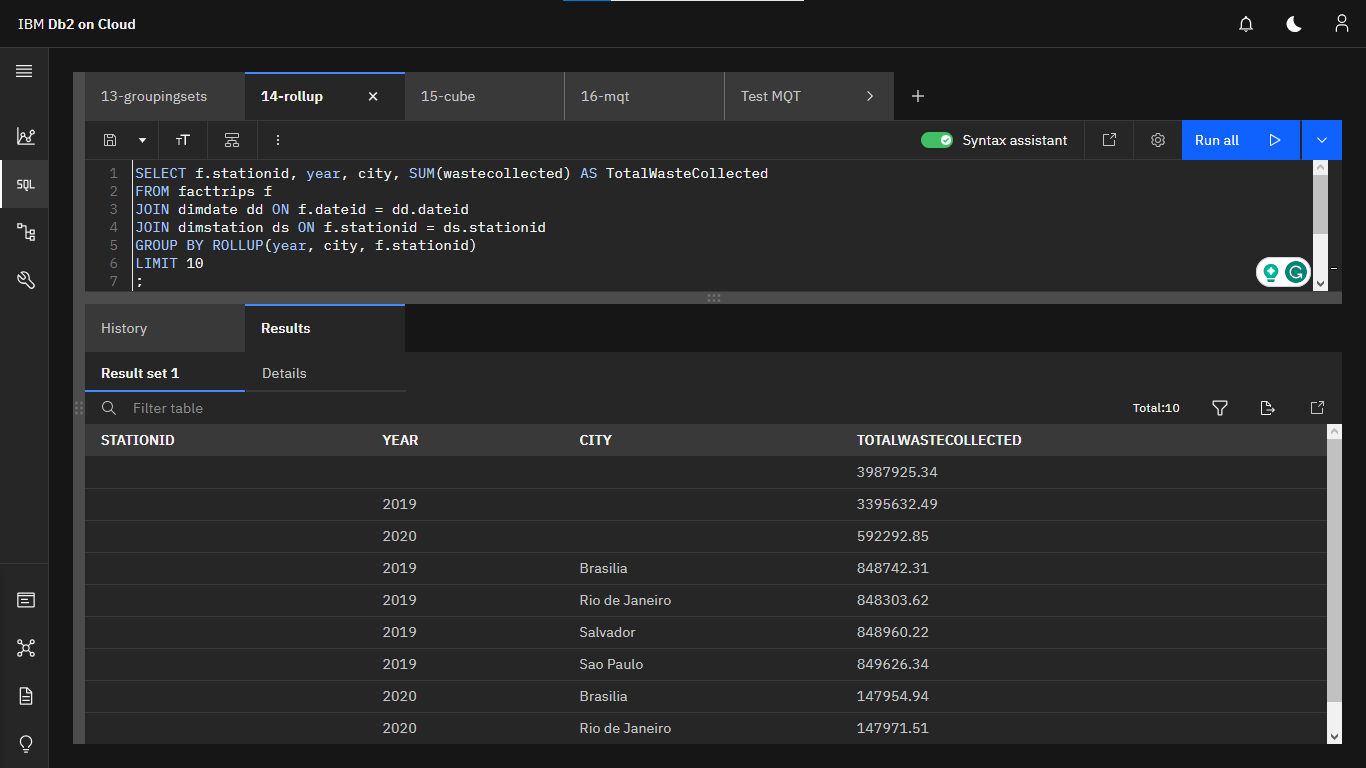 IBM Db2 on Cloud
13-groupingsets
14-rollup
15-cube
16-mqt
Test MQT
Syntax assistant
Run all
1 SELECT f.stationid, year, city, SUM(wastecollected) AS TotalWasteCollected
2 FROM facttrips f
3 JOIN dimdate dd ON f.dateid = dd.dateid
4 JOIN dimstation ds ON f.stationid = ds.stationid
5 GROUP BY ROLLUP(year, city, f.stationid)
6 LIMIT 10
7 ;
SQL
History
Results
Result set 1
Details
Filter table
Total:10
STATIONID YEAR CITY TOTALWASTECOLLECTED
3987925.34
2019 3395632.49
2020 592292.85
2019 Brasilia 848742.31
2019 Rio de Janeiro 848303.62
2019 Salvador 848960.22
2019 Sao Paulo 849626.34
2020 Brasilia 147954.94
2020 Rio de Janeiro 147971.51